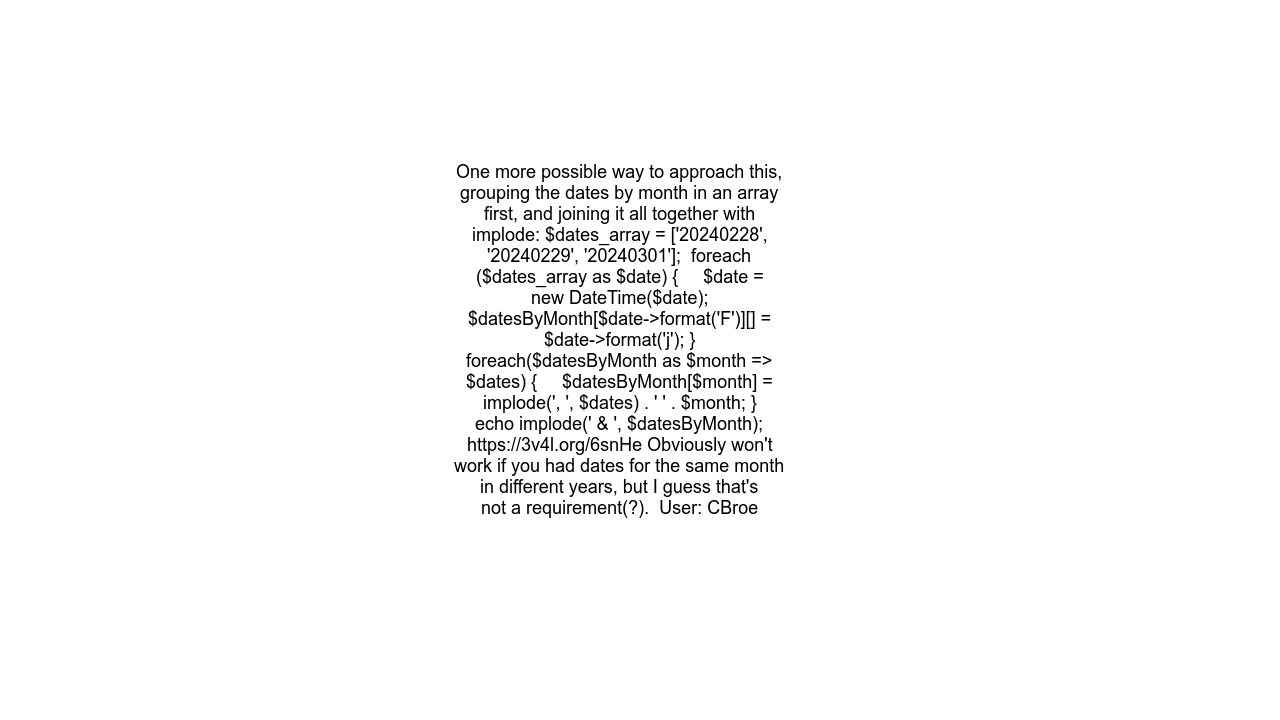 One more possible way to approach this,
grouping the dates by month in an array
first, and joining it all together with
implode: $dates_array = ['20240228',
'20240229', '20240301'];  foreach
($dates_array as $date) {     $date =
new DateTime($date);
$datesByMonth[$date->format('F')][] =
$date->format('j'); }
foreach($datesByMonth as $month =>
$dates) {     $datesByMonth[$month] =
implode(', ', $dates) . ' ' . $month; }
echo implode(' & ', $datesByMonth);
https://3v4l.org/6snHe Obviously won't
work if you had dates for the same month
in different years, but I guess that's
not a requirement(?).  User: CBroe